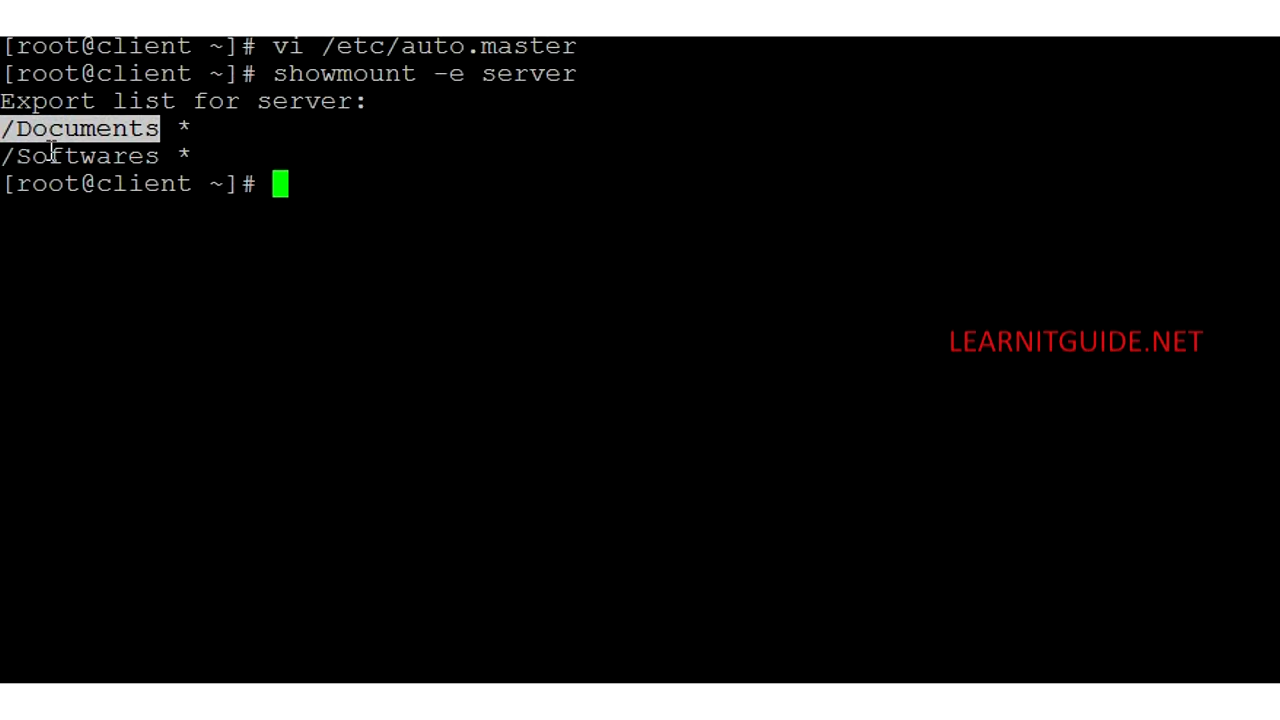 [root@client ~]# vi /etc/auto.master
[root@client ~]# showmount -e server
Export list for server:
/Documents *
/Softwares *
[root@client ~]#
LEARNITGUIDE.NET